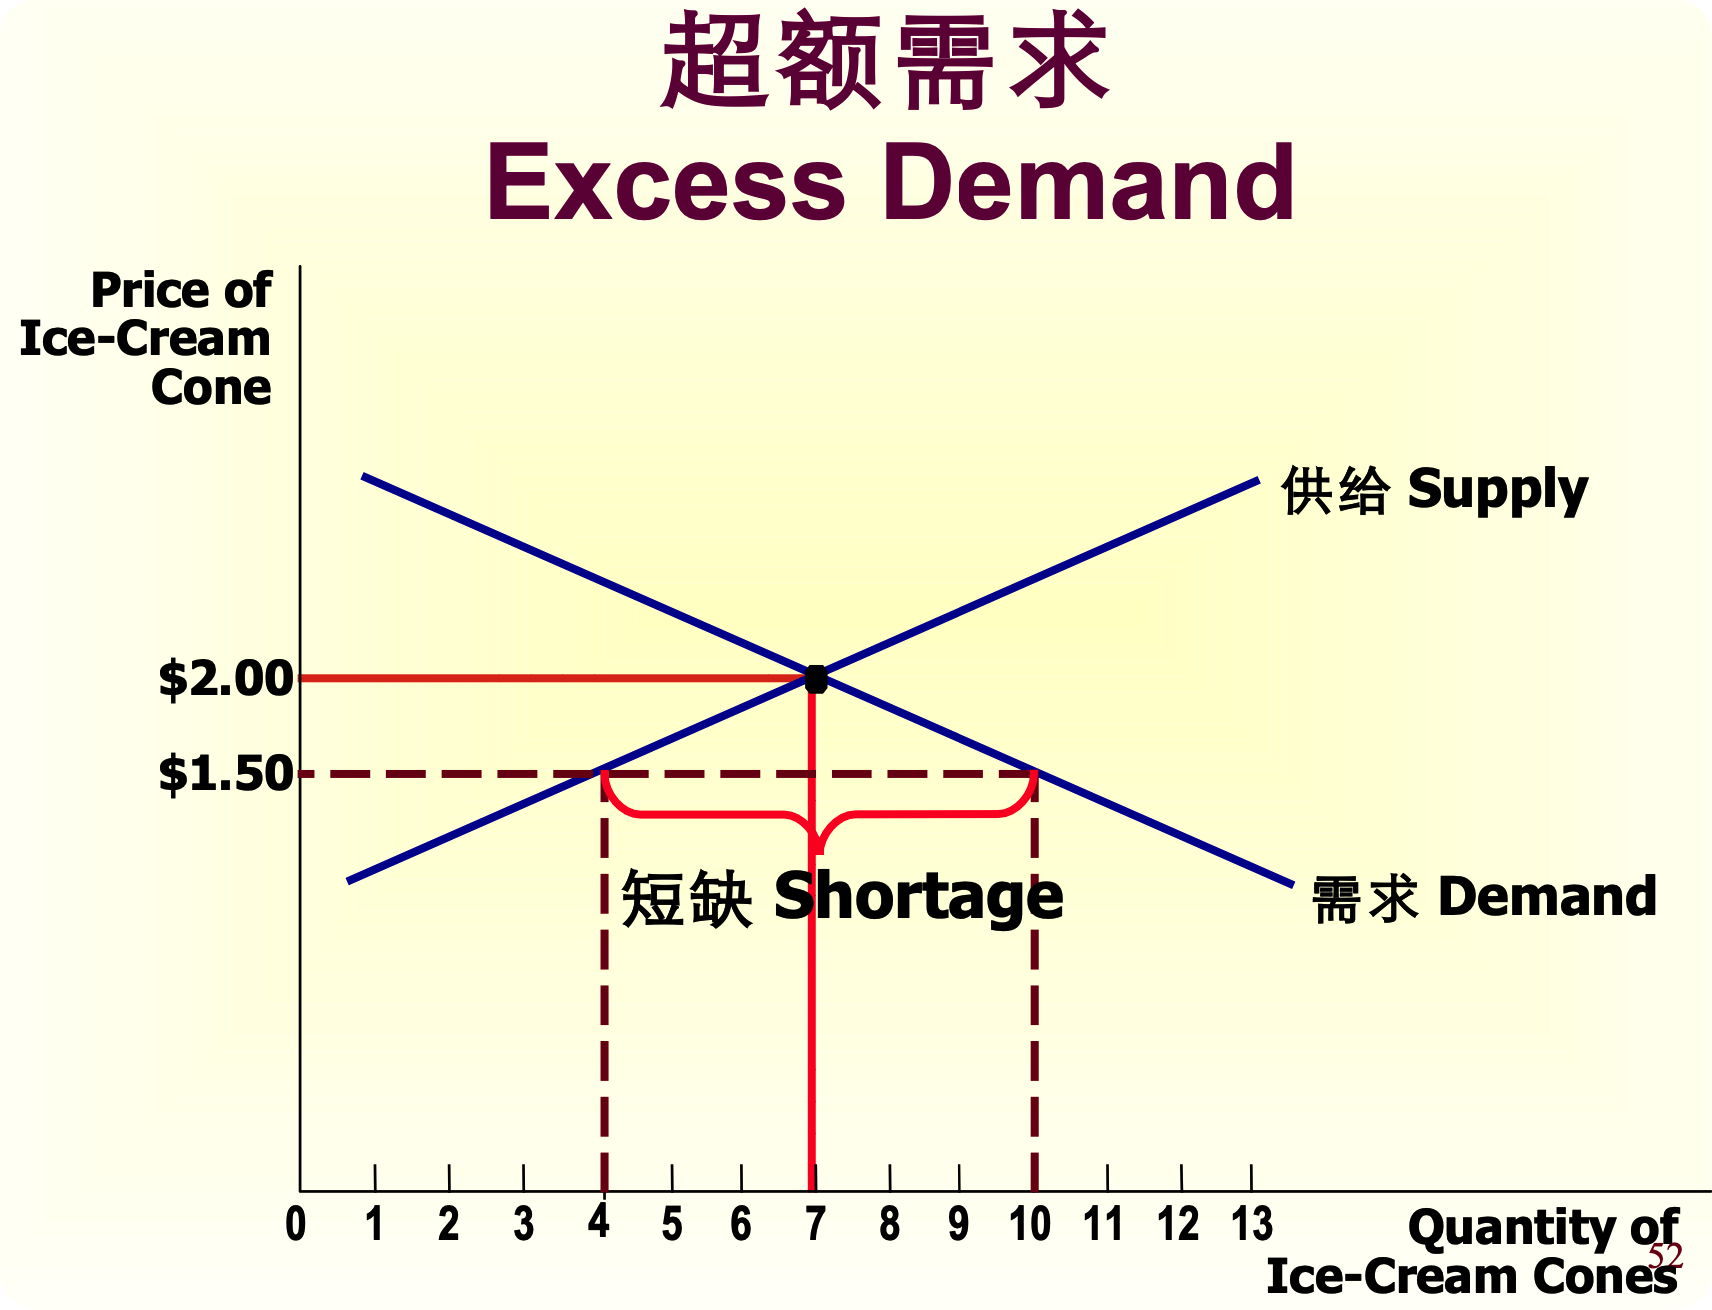 超额需求
Excess Demand
Price of
Ice-Cream
Cone
供给 Supply
$2.00
$1.50
短缺 Shortage
需求 Demand
0 1 2 3 4 5 6 7 8 9 10 11 12 13
Quantity of
Ice-Cream Cones
52